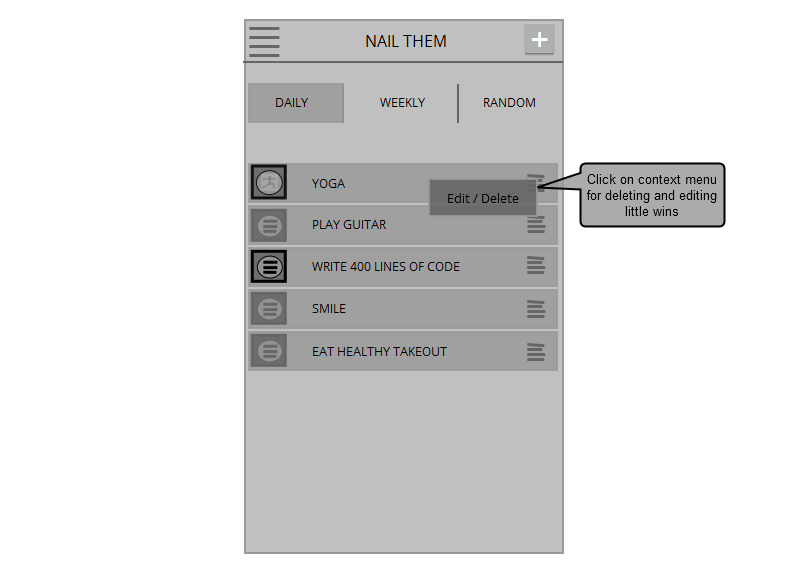 NAIL THEM
DAILY WEEKLY RANDOM
YOGA
Edit / Delete
Click on context menu
for deleting and editing
little wins
PLAY GUITAR
WRITE 400 LINES OF CODE
SMILE
EAT HEALTHY TAKEOUT